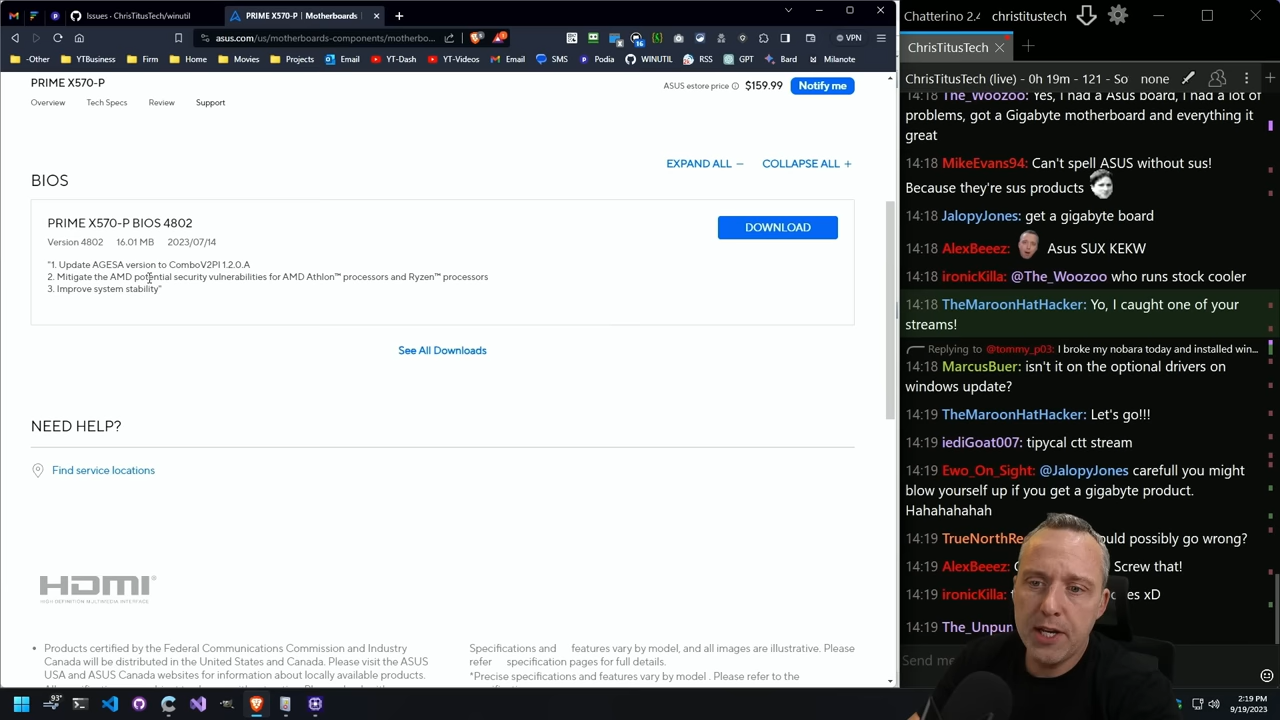 Issues · ChrisTitusTech/winutil
PRIME X570-P | Motherboards
asus.com/us/motherboards-components/motherbo...
VPN
-Other
YTBusiness
Firm
Home
Movies
Projects
Email
YT-Dash
YT-Videos
Email
SMS
Podia
WINUTIL
RSS
GPT
Bard
Milanote
PRIME X570-P
ASUS estore price
$159.99
Notify me
Overview
Tech Specs
Review
Support
EXPAND ALL
COLLAPSE ALL
BIOS
PRIME X570-P BIOS 4802
DOWNLOAD
Version 4802 16.01 MB 2023/07/14
"1. Update AGESA version to ComboV2PI 1.2.0.A
2. Mitigate the AMD potential security vulnerabilities for AMD Athlon™ processors and Ryzen™ processors
3. Improve system stability"
See All Downloads
NEED HELP?
Find service locations
HDMI
HIGH DEFINITION MULTIMEDIA INTERFACE
Products certified by the Federal Communications Commission and Industry
Canada will be distributed in the United States and Canada. Please visit the ASUS
USA and ASUS Canada websites for information about locally available products.
Specifications and features vary by model, and all images are illustrative. Please
refer specification pages for full details.
*Precise specifications and features vary by model . Please refer to the
93°
Chatterino 2.4
christitustech
ChrisTitusTech
ChrisTitusTech (live) - 0h 19m - 121 - So
none
14:18 The_Woozoo: Yes, I had a Asus board, I had a lot of
problems, got a Gigabyte motherboard and everything it
great
14:18 MikeEvans94: Can't spell ASUS without sus!
Because they're sus products
14:18 JalopyJones: get a gigabyte board
14:18 AlexBeeez: Asus SUX KEKW
14:18 ironicKilla: @The_Woozoo who runs stock cooler
14:18 TheMaroonHatHacker: Yo, I caught one of your
streams!
Replying to @tommy_p03: I broke my nobara today and installed win...
14:18 MarcusBuer: isn't it on the optional drivers on
windows update?
14:19 TheMaroonHatHacker: Let's go!!!
14:19 iediGoat007: tipycal ctt stream
14:19 Ewo_On_Sight: @JalopyJones carefull you might
blow yourself up if you get a gigabyte product.
Hahahahahah
14:19 TrueNorthRe ould possibly go wrong?
14:19 AlexBeeez: Screw that!
14:19 ironicKilla: es xD
14:19 The_Unpun
Send me
2:19 PM
9/19/2023